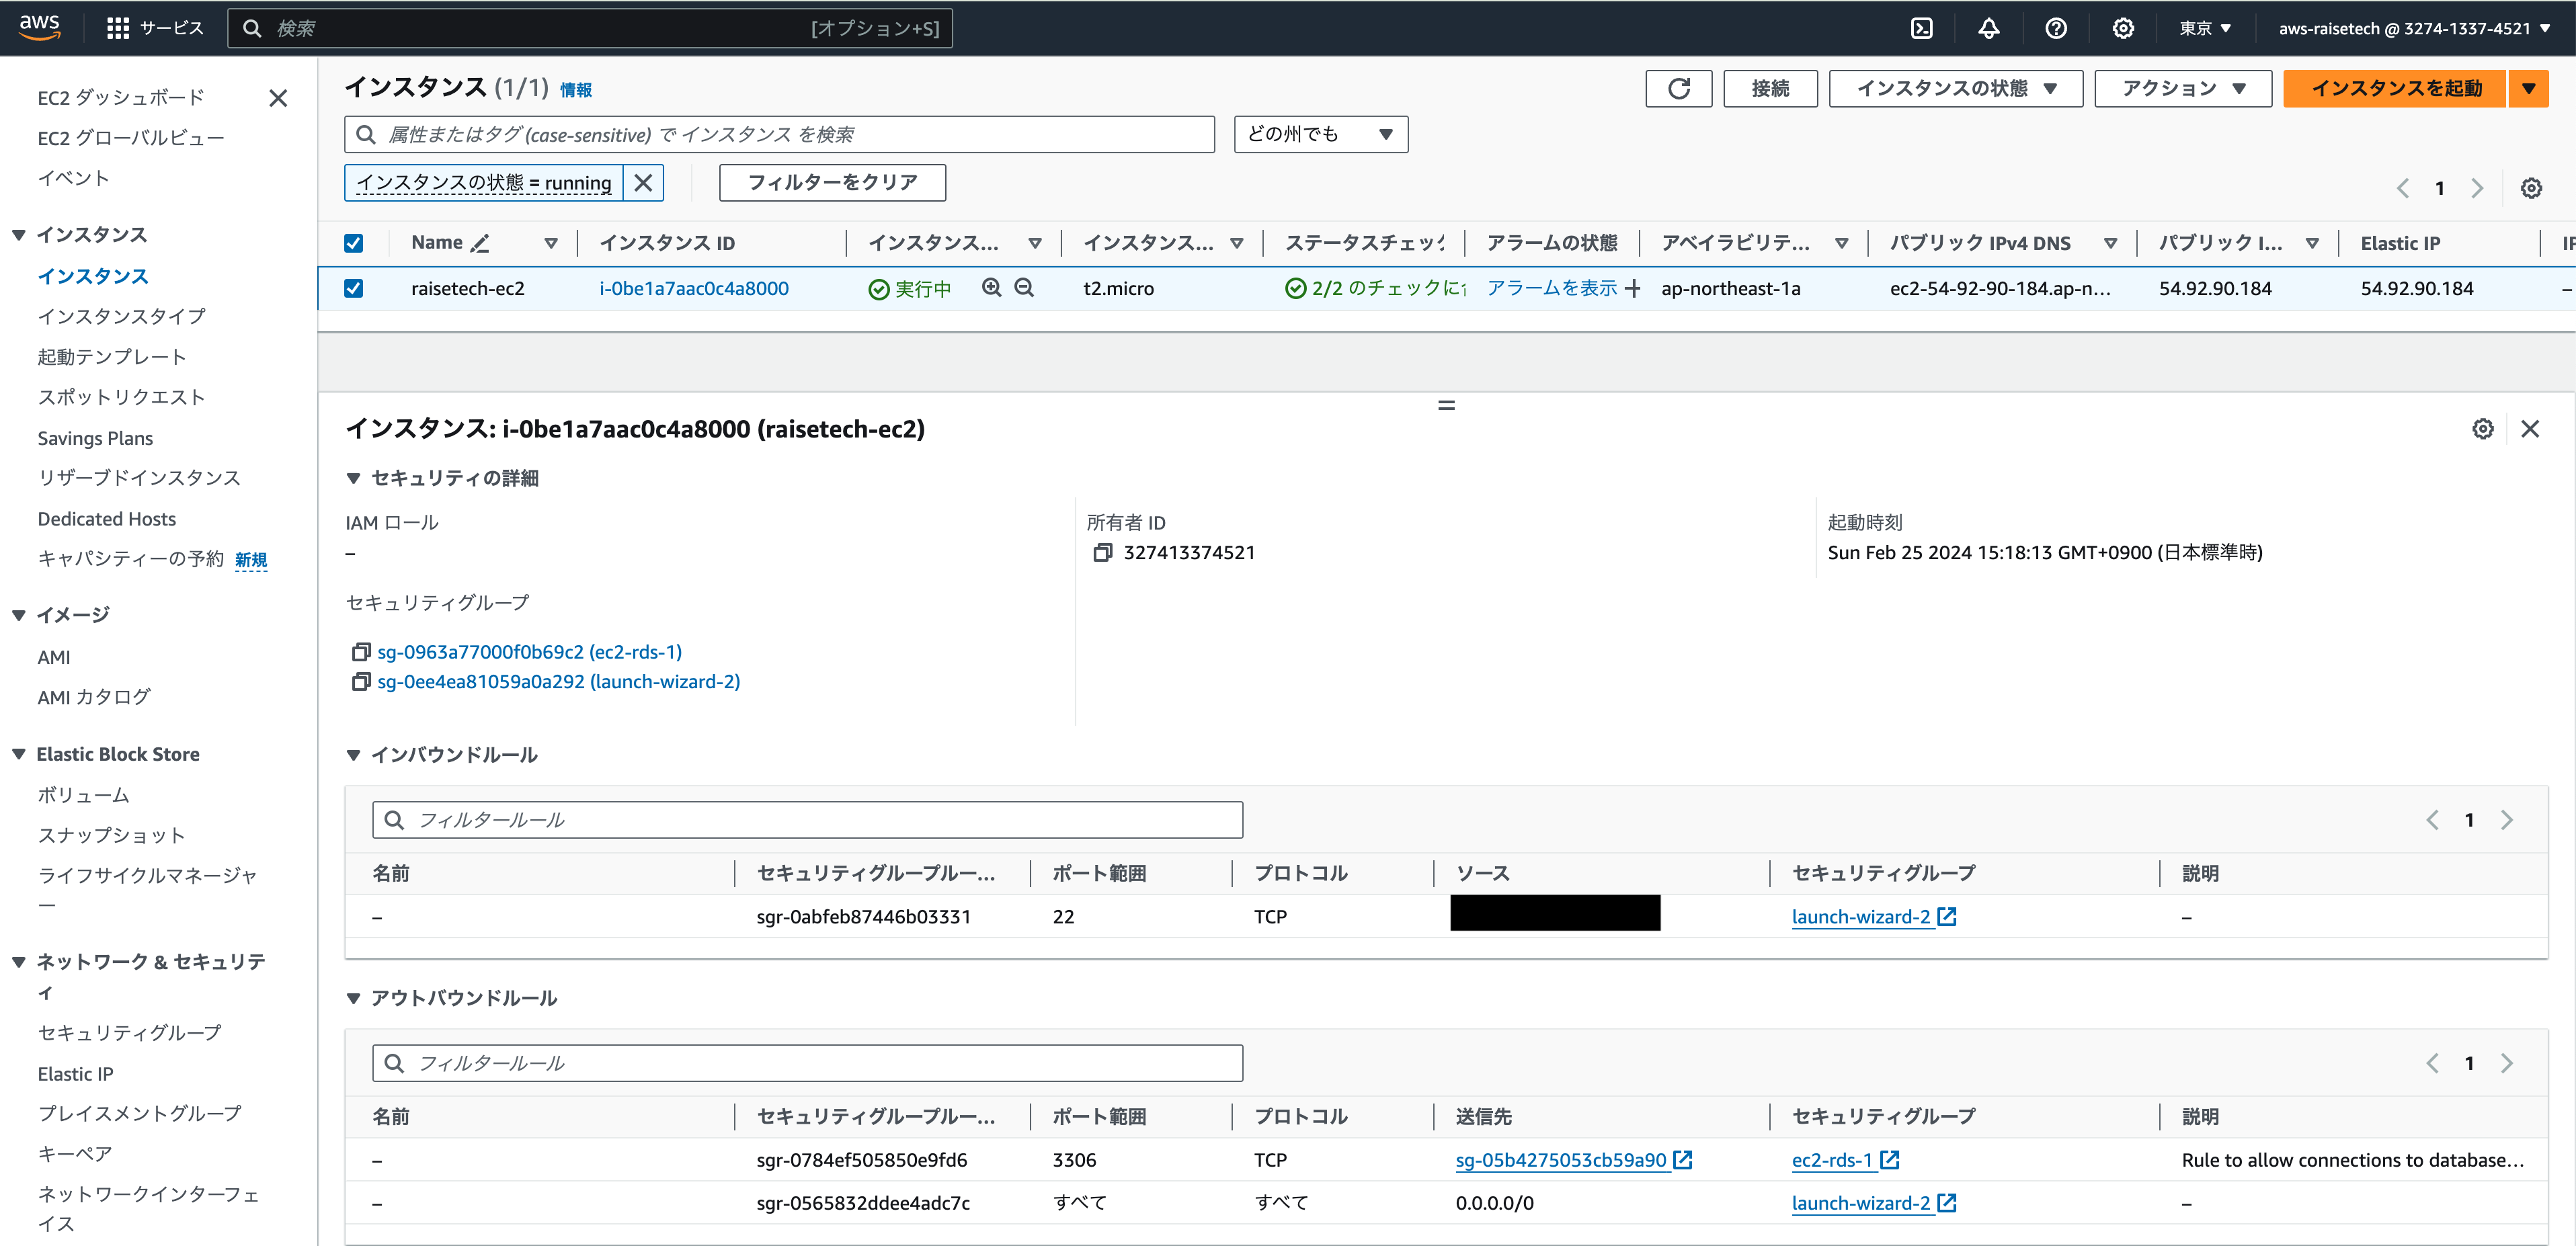 aws
サービス
検索
[オプション+S]
東京
aws-raisetech @ 3274-1337-4521
EC2 ダッシュボード
EC2 グローバルビュー
イベント
インスタンス
インスタンス
インスタンスタイプ
起動テンプレート
スポットリクエスト
Savings Plans
リザーブドインスタンス
Dedicated Hosts
キャパシティーの予約 新規
イメージ
AMI
AMI カタログ
Elastic Block Store
ボリューム
スナップショット
ライフサイクルマネージャ
ー
ネットワーク & セキュリテ
ィ
セキュリティグループ
Elastic IP
プレイスメントグループ
キーペア
ネットワークインターフェ
イス
インスタンス (1/1) 情報
接続
インスタンスの状態
アクション
インスタンスを起動
属性またはタグ (case-sensitive) で インスタンス を検索
どの州でも
インスタンスの状態 = running
フィルターをクリア
1
Name インスタンス ID インスタンス... インスタンス... ステータスチェック アラームの状態 アベイラビリテ... パブリック IPv4 DNS パブリック I... Elastic IP IP
raisetech-ec2 i-0be1a7aac0c4a8000 実行中 t2.micro 2/2 のチェックに アラームを表示 ap-northeast-1a ec2-54-92-90-184.ap-n... 54.92.90.184 54.92.90.184 –
インスタンス: i-0be1a7aac0c4a8000 (raisetech-ec2)
セキュリティの詳細
IAM ロール
–
所有者 ID
327413374521
起動時刻
Sun Feb 25 2024 15:18:13 GMT+0900 (日本標準時)
セキュリティグループ
sg-0963a77000f0b69c2 (ec2-rds-1)
sg-0ee4ea81059a0a292 (launch-wizard-2)
インバウンドルール
フィルタールール
1
名前 セキュリティグループルー... ポート範囲 プロトコル ソース セキュリティグループ 説明
– sgr-0abfeb87446b03331 22 TCP launch-wizard-2 –
アウトバウンドルール
フィルタールール
1
名前 セキュリティグループルー... ポート範囲 プロトコル 送信先 セキュリティグループ 説明
– sgr-0784ef505850e9fd6 3306 TCP sg-05b4275053cb59a90 ec2-rds-1 Rule to allow connections to database...
– sgr-0565832ddee4adc7c すべて すべて 0.0.0.0/0 launch-wizard-2 –